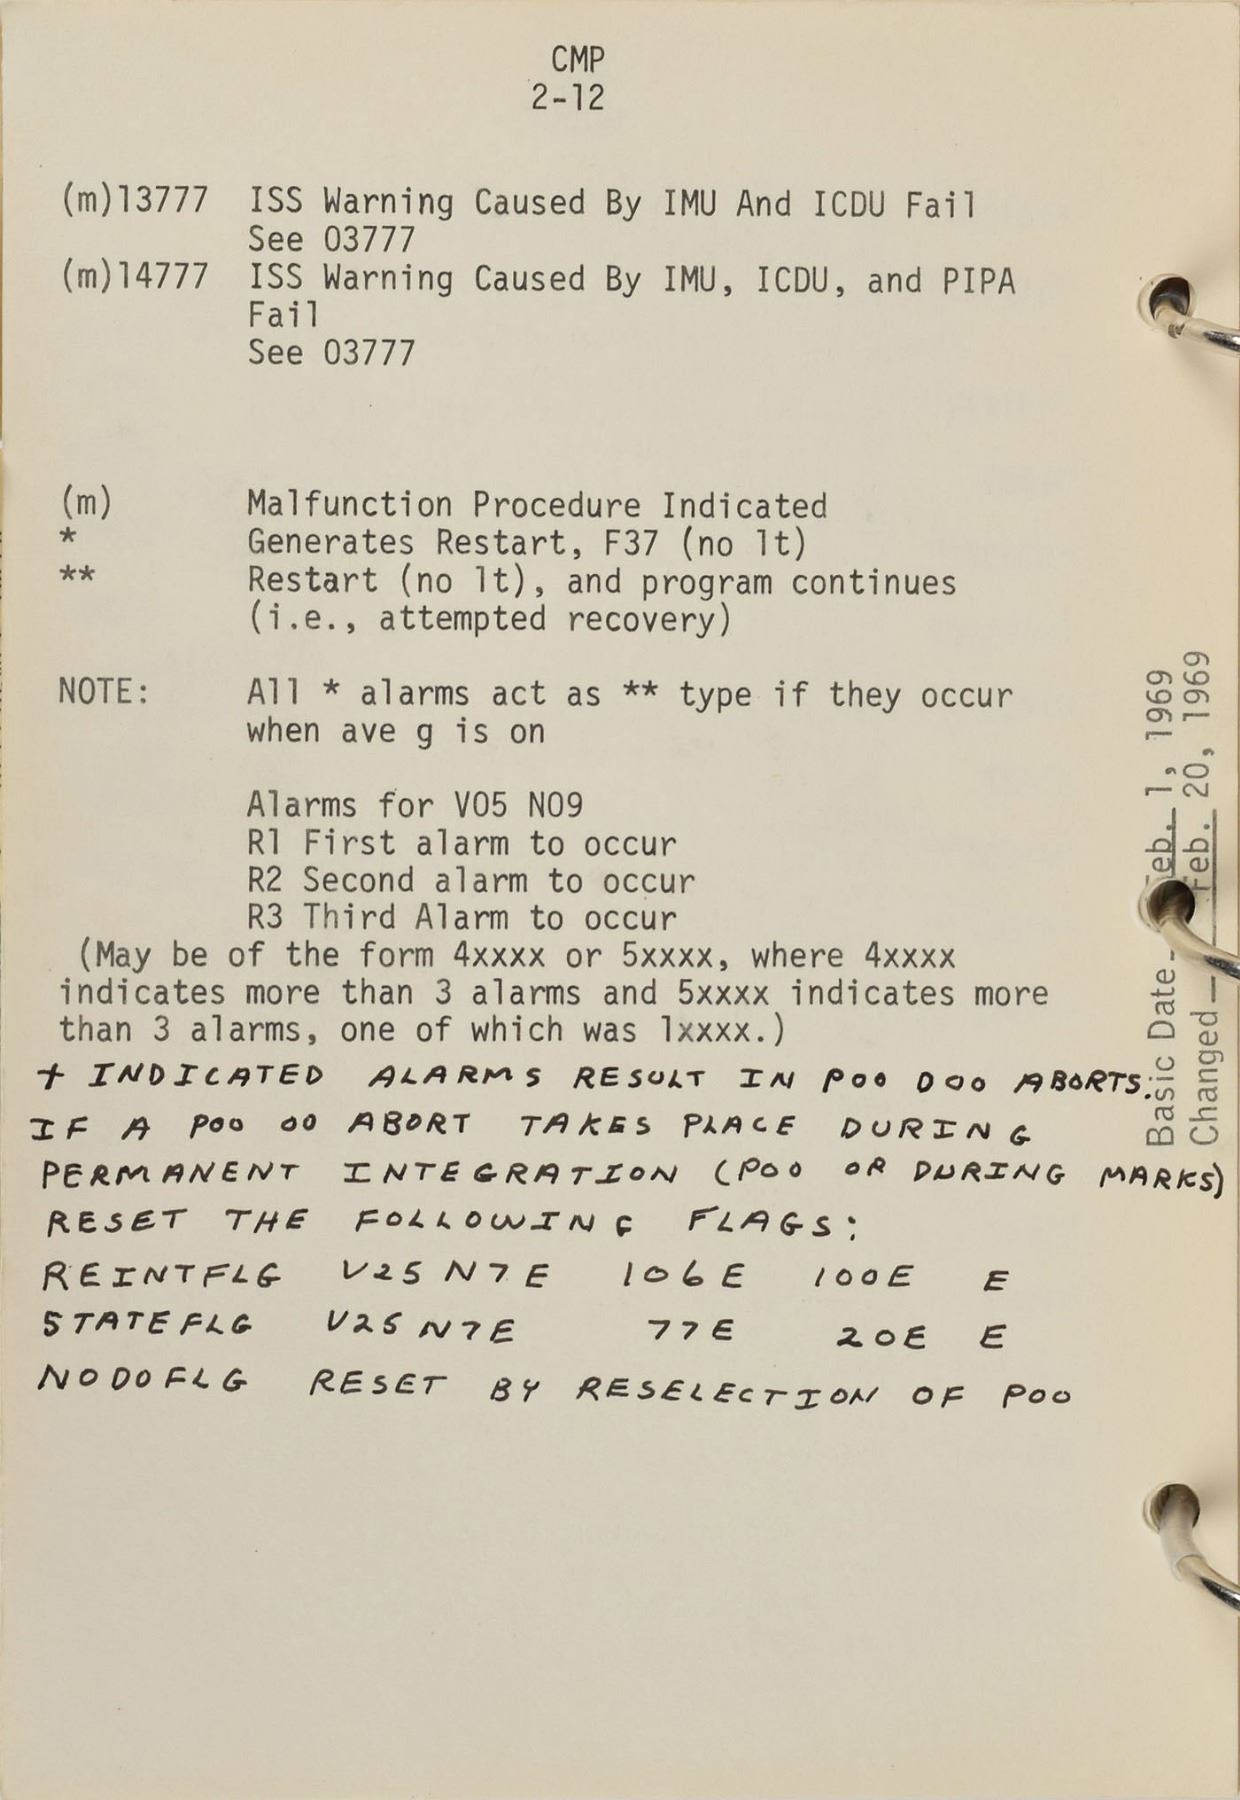 CMP
2-12
(m)13777 ISS Warning Caused By IMU And ICDU Fail
See 03777
(m)14777 ISS Warning Caused By IMU, ICDU, and PIPA
Fail
See 03777
(m) Malfunction Procedure Indicated
* Generates Restart, F37 (no lt)
** Restart (no lt), and program continues
(i.e., attempted recovery)
NOTE: All * alarms act as ** type if they occur
when ave g is on
Alarms for V05 N09
R1 First alarm to occur
R2 Second alarm to occur
R3 Third Alarm to occur
(May be of the form 4xxxx or 5xxxx, where 4xxxx
indicates more than 3 alarms and 5xxxx indicates more
than 3 alarms, one of which was 1xxxx.)
+ INDICATED ALARMS RESULT IN POO DOO ABORTS.
IF A POO OO ABORT TAKES PLACE DURING
PERMANENT INTEGRATION (POO OR DURING MARKS)
RESET THE FOLLOWING FLAGS:
REINTFLG V25 N7E 106E 100E E
STATEFLG V25 N7E 77E 20E E
NODOFLG RESET BY RESELECTION OF POO
Basic Date Feb. 1, 1969
Changed Feb. 20, 1969